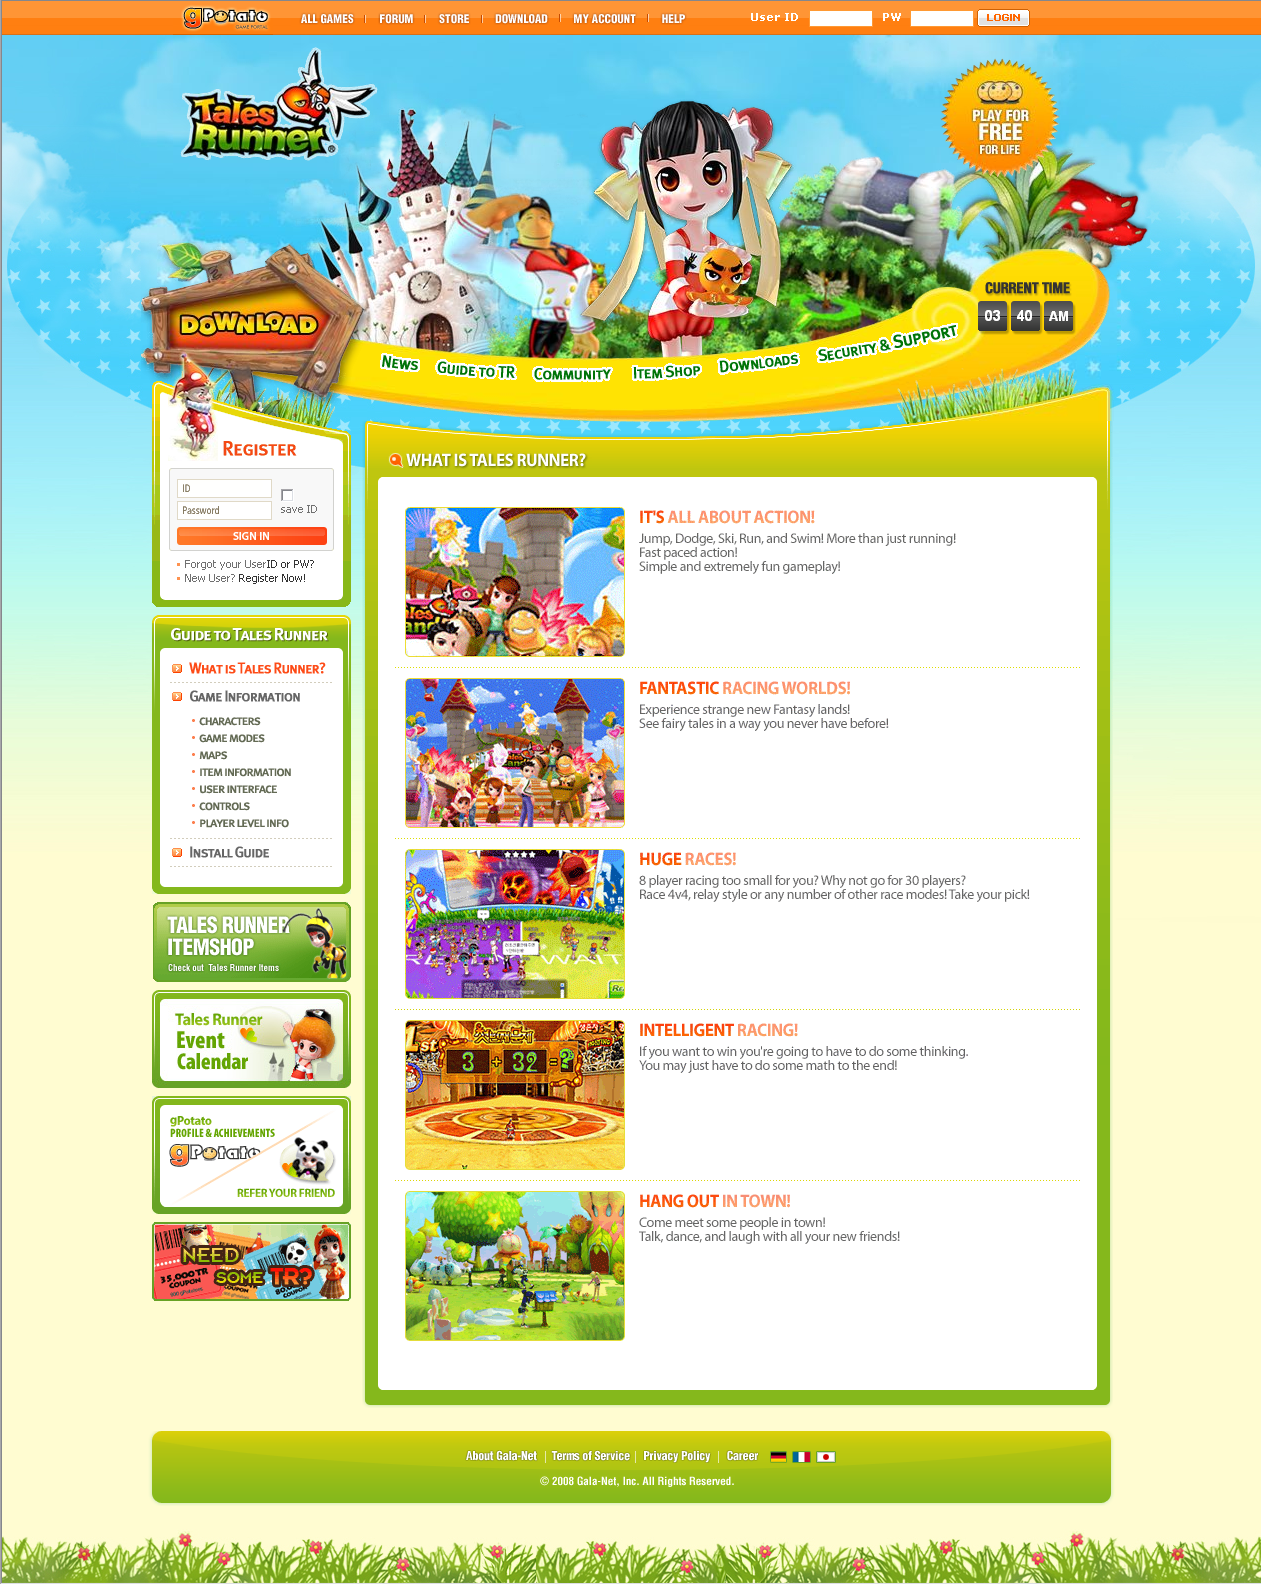 gPotato
GAME PORTAL
ALL GAMES
FORUM
STORE
DOWNLOAD
MY ACCOUNT
HELP
User ID
PW
LOGIN
Tales Runner
PLAY FOR
FREE
FOR LIFE
DOWNLOAD
CURRENT TIME
03 40 AM
NEWS
GUIDE TO TR
COMMUNITY
ITEM SHOP
DOWNLOADS
SECURITY & SUPPORT
REGISTER
ID
Password
save ID
SIGN IN
Forgot your UserID or PW?
New User? Register Now!
GUIDE TO TALES RUNNER
WHAT IS TALES RUNNER?
GAME INFORMATION
CHARACTERS
GAME MODES
MAPS
ITEM INFORMATION
USER INTERFACE
CONTROLS
PLAYER LEVEL INFO
INSTALL GUIDE
TALES RUNNER
ITEMSHOP
Check out Tales Runner Items
Tales Runner
Event
Calendar
gPotato
PROFILE & ACHIEVEMENTS
gPotato
REFER YOUR FRIEND
NEED
SOME TR?
35,000 TR
COUPON
COUPON
COUPON
WHAT IS TALES RUNNER?
IT'S ALL ABOUT ACTION!
Jump, Dodge, Ski, Run, and Swim! More than just running!
Fast paced action!
Simple and extremely fun gameplay!
FANTASTIC RACING WORLDS!
Experience strange new Fantasy lands!
See fairy tales in a way you never have before!
HUGE RACES!
8 player racing too small for you? Why not go for 30 players?
Race 4v4, relay style or any number of other race modes! Take your pick!
1st
3 + 32 = ?
INTELLIGENT RACING!
If you want to win you're going to have to do some thinking.
You may just have to do some math to the end!
HANG OUT IN TOWN!
Come meet some people in town!
Talk, dance, and laugh with all your new friends!
About Gala-Net | Terms of Service | Privacy Policy | Career
© 2008 Gala-Net, Inc. All Rights Reserved.